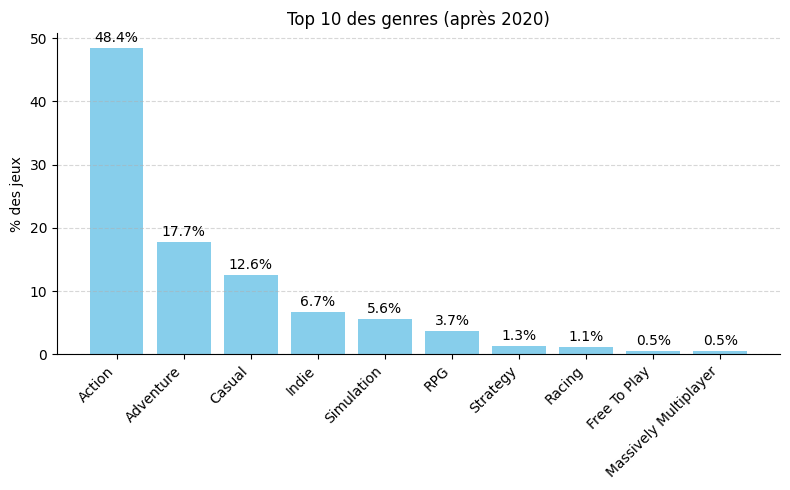 Top 10 des genres (après 2020)
% des jeux
50
40
30
20
10
0
48.4%
17.7%
12.6%
6.7%
5.6%
3.7%
1.3%
1.1%
0.5%
0.5%
Action
Adventure
Casual
Indie
Simulation
RPG
Strategy
Racing
Free To Play
Massively Multiplayer